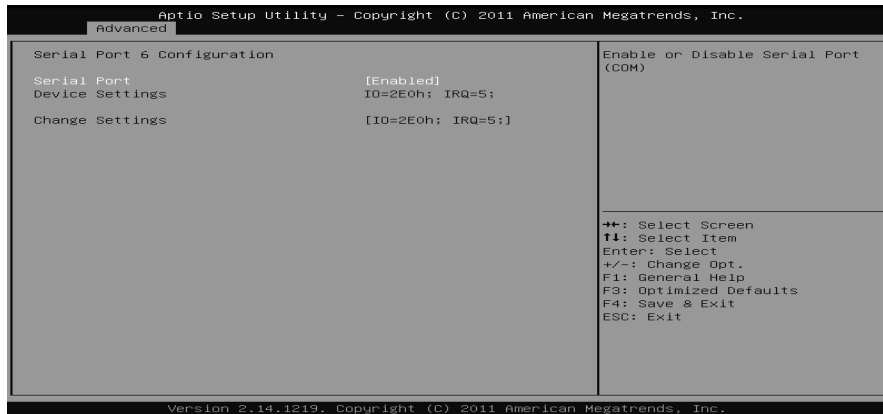 Aptio Setup Utility – Copyright (C) 2011 American Megatrends, Inc.
Advanced
Serial Port 6 Configuration
Serial Port [Enabled]
Device Settings IO=2E0h; IRQ=5;
Change Settings [IO=2E0h; IRQ=5;]
Enable or Disable Serial Port
(COM)
→←: Select Screen
↑↓: Select Item
Enter: Select
+/-: Change Opt.
F1: General Help
F3: Optimized Defaults
F4: Save & Exit
ESC: Exit
Version 2.14.1219. Copyright (C) 2011 American Megatrends, Inc.